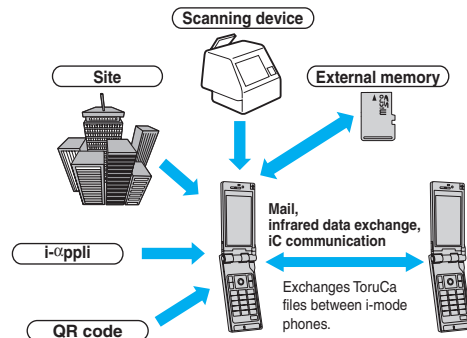 Scanning device
Site
External memory
Mail,
infrared data exchange,
iC communication
i-αppli
Exchanges ToruCa
files between i-mode
phones.
QR code